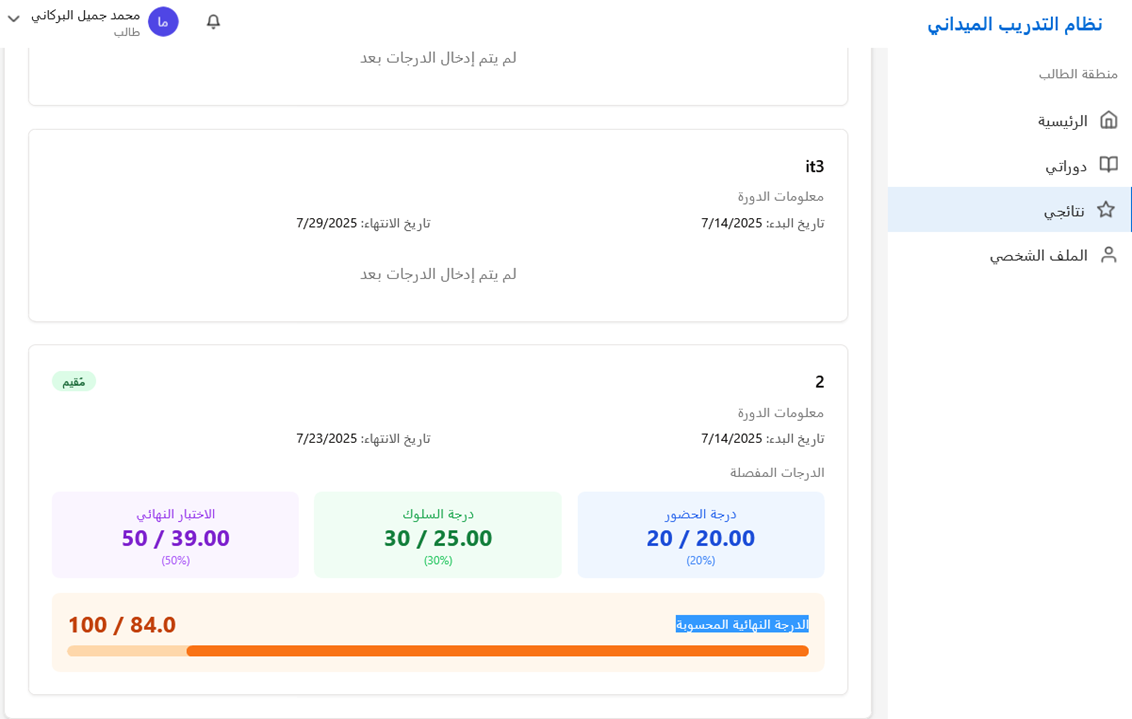 نظام التدريب الميداني
محمد جميل البركاني
طالب
ما
منطقة الطالب
الرئيسية
دوراتي
نتائجي
الملف الشخصي
لم يتم إدخال الدرجات بعد
it3
معلومات الدورة
تاريخ البدء: 7/14/2025
تاريخ الانتهاء: 7/29/2025
لم يتم إدخال الدرجات بعد
2
مُقيم
معلومات الدورة
تاريخ البدء: 7/14/2025
تاريخ الانتهاء: 7/23/2025
الدرجات المفصلة
درجة الحضور
20 / 20.00
(20%)
درجة السلوك
30 / 25.00
(30%)
الاختبار النهائي
50 / 39.00
(50%)
الدرجة النهائية المحسوبة
100 / 84.0